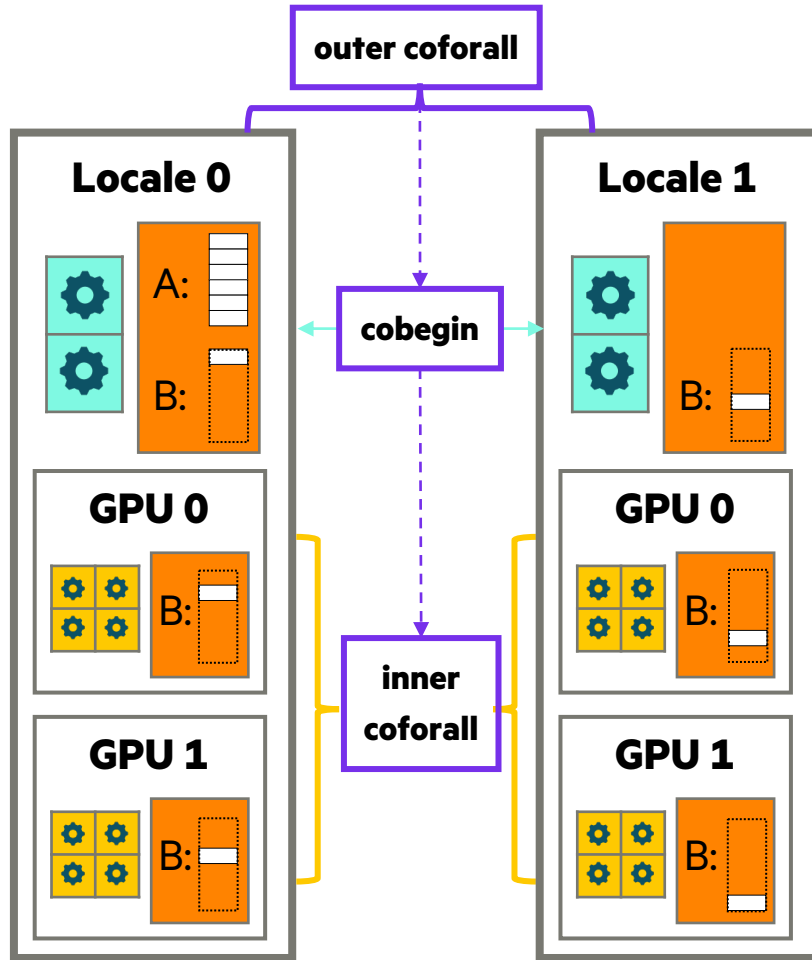 outer coforall
Locale 0
A:
B:
GPU 0
B:
GPU 1
B:
cobegin
inner
coforall
Locale 1
B:
GPU 0
B:
GPU 1
B: